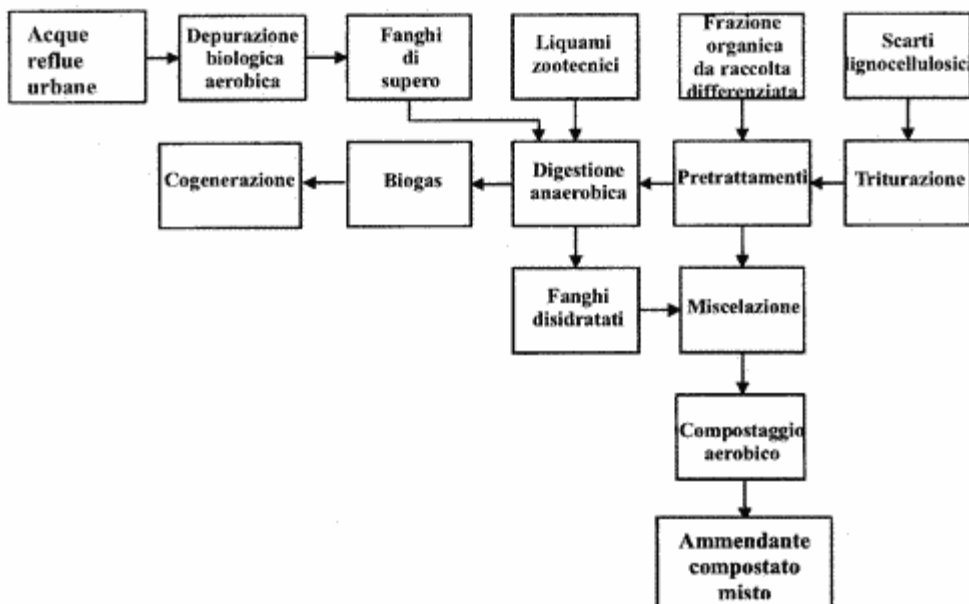 Acque
reflue
urbane
Depurazione
biologica
aerobica
Fanghi
di
supero
Liquami
zootecnici
Frazione
organica
da raccolta
differenziata
Scarti
lignocellulosici
Cogenerazione
Biogas
Digestione
anaerobica
Pretrattamenti
Triturazione
Fanghi
disidratati
Miscelazione
Compostaggio
aerobico
Ammendante
compostato
misto